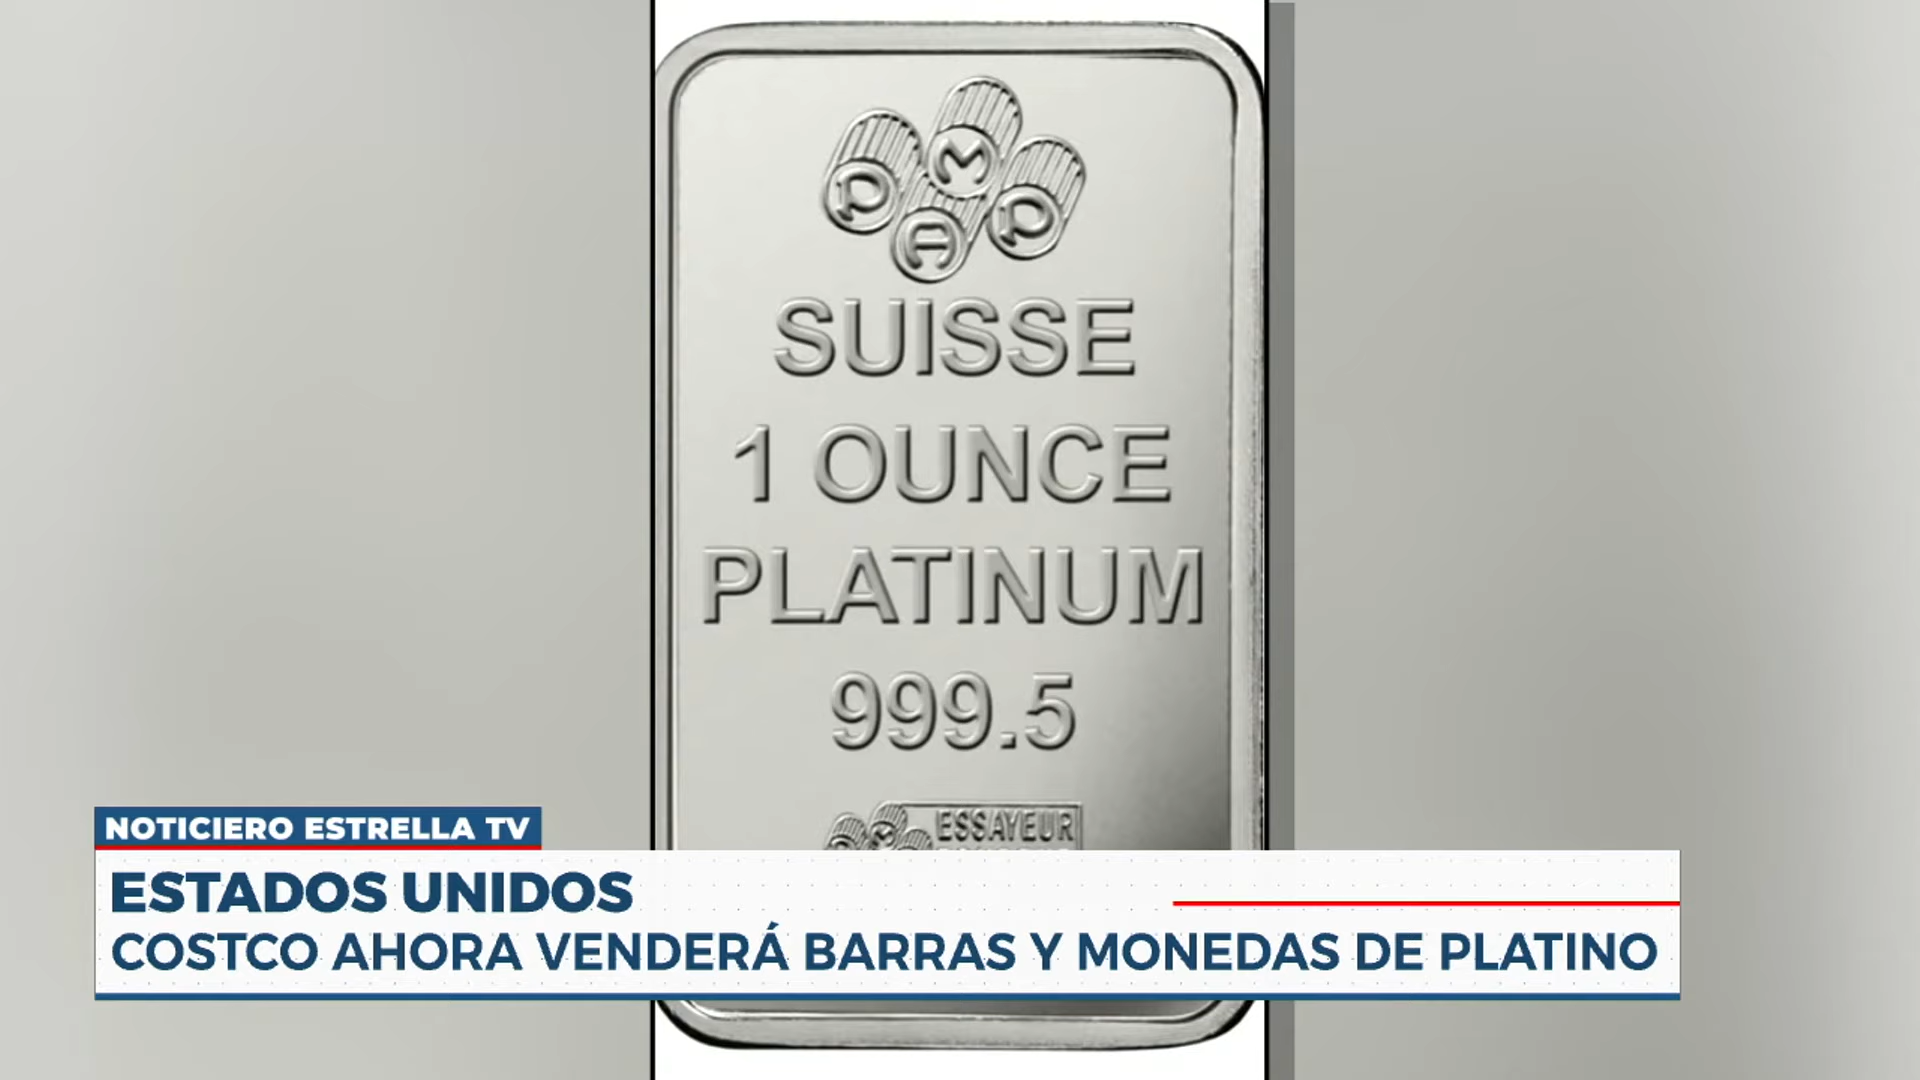 PAMP
SUISSE
1 OUNCE
PLATINUM
999.5
ESSAYEUR
NOTICIERO ESTRELLA TV
ESTADOS UNIDOS
COSTCO AHORA VENDERÁ BARRAS Y MONEDAS DE PLATINO